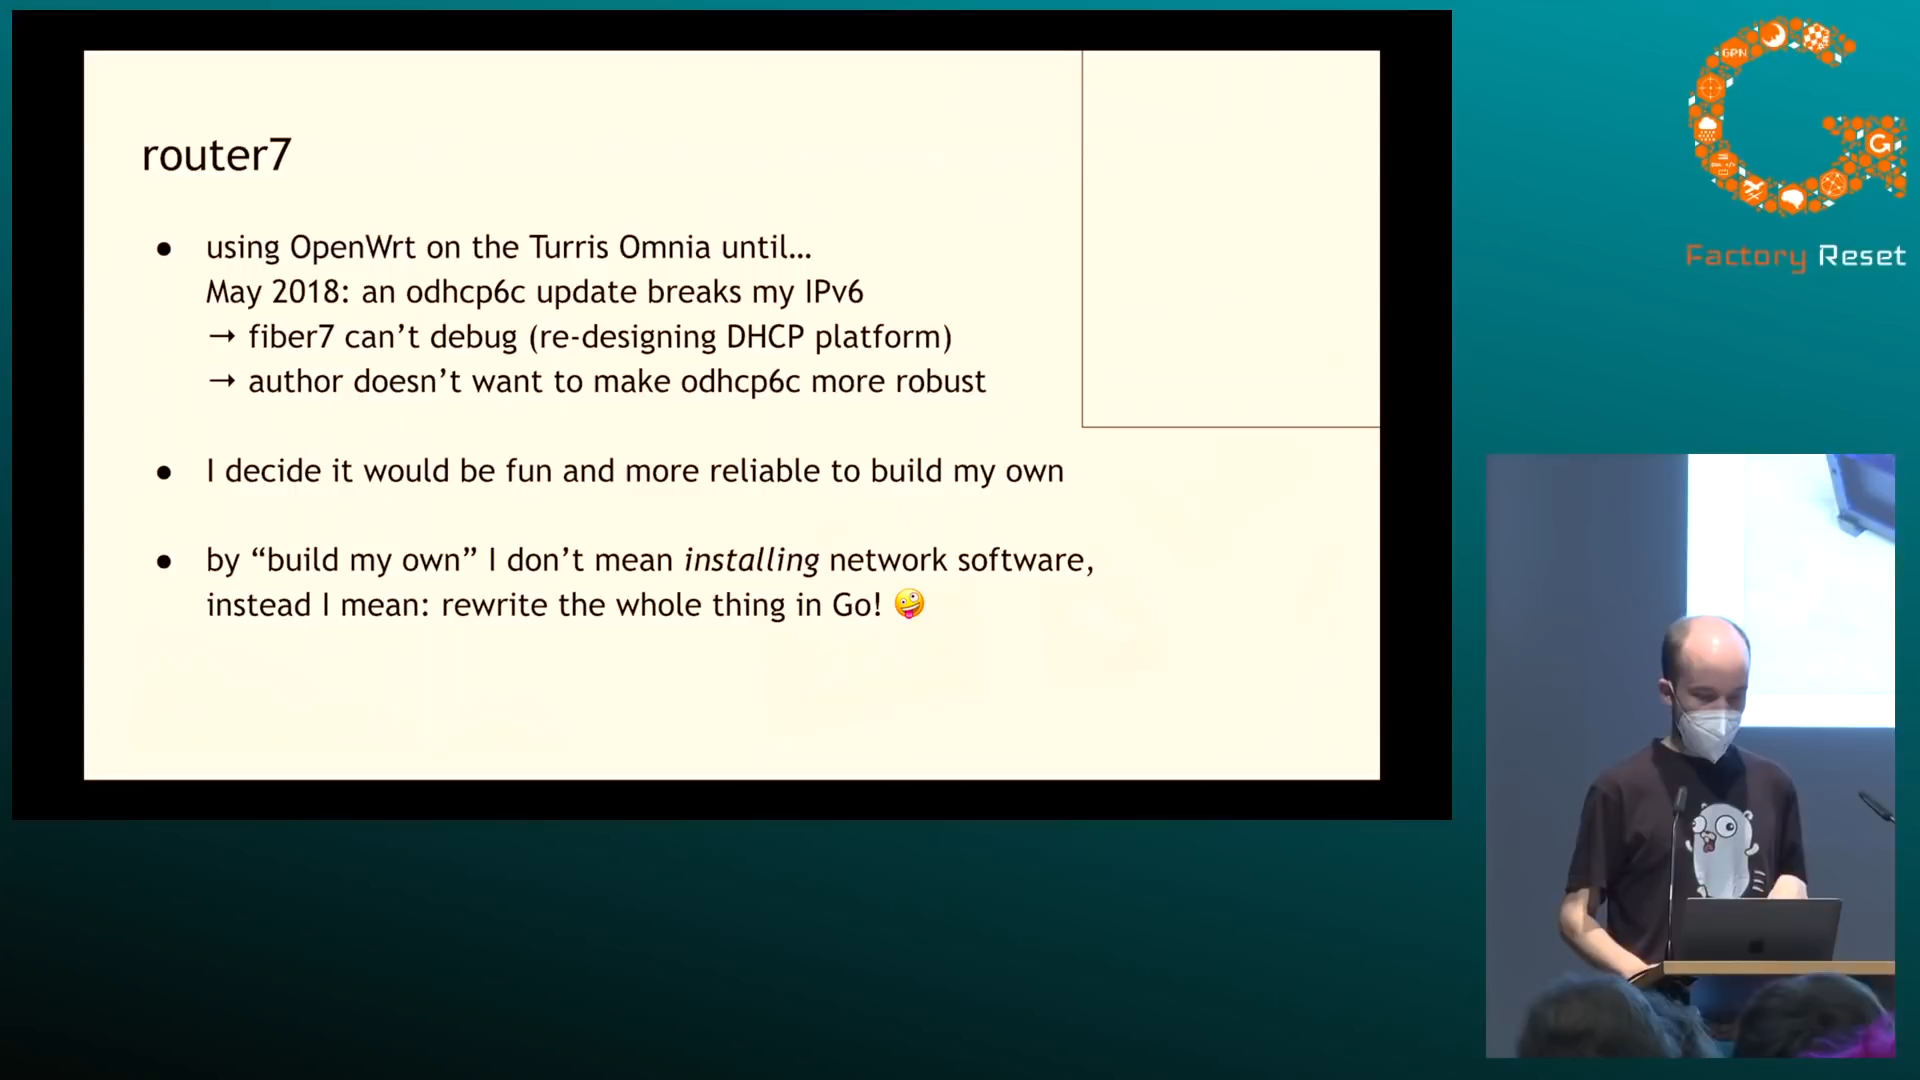 router7
● using OpenWrt on the Turris Omnia until...
May 2018: an odhcp6c update breaks my IPv6
→ fiber7 can’t debug (re-designing DHCP platform)
→ author doesn’t want to make odhcp6c more robust
● I decide it would be fun and more reliable to build my own
● by “build my own” I don’t mean installing network software,
instead I mean: rewrite the whole thing in Go! 🤪
GPN
G
Factory Reset